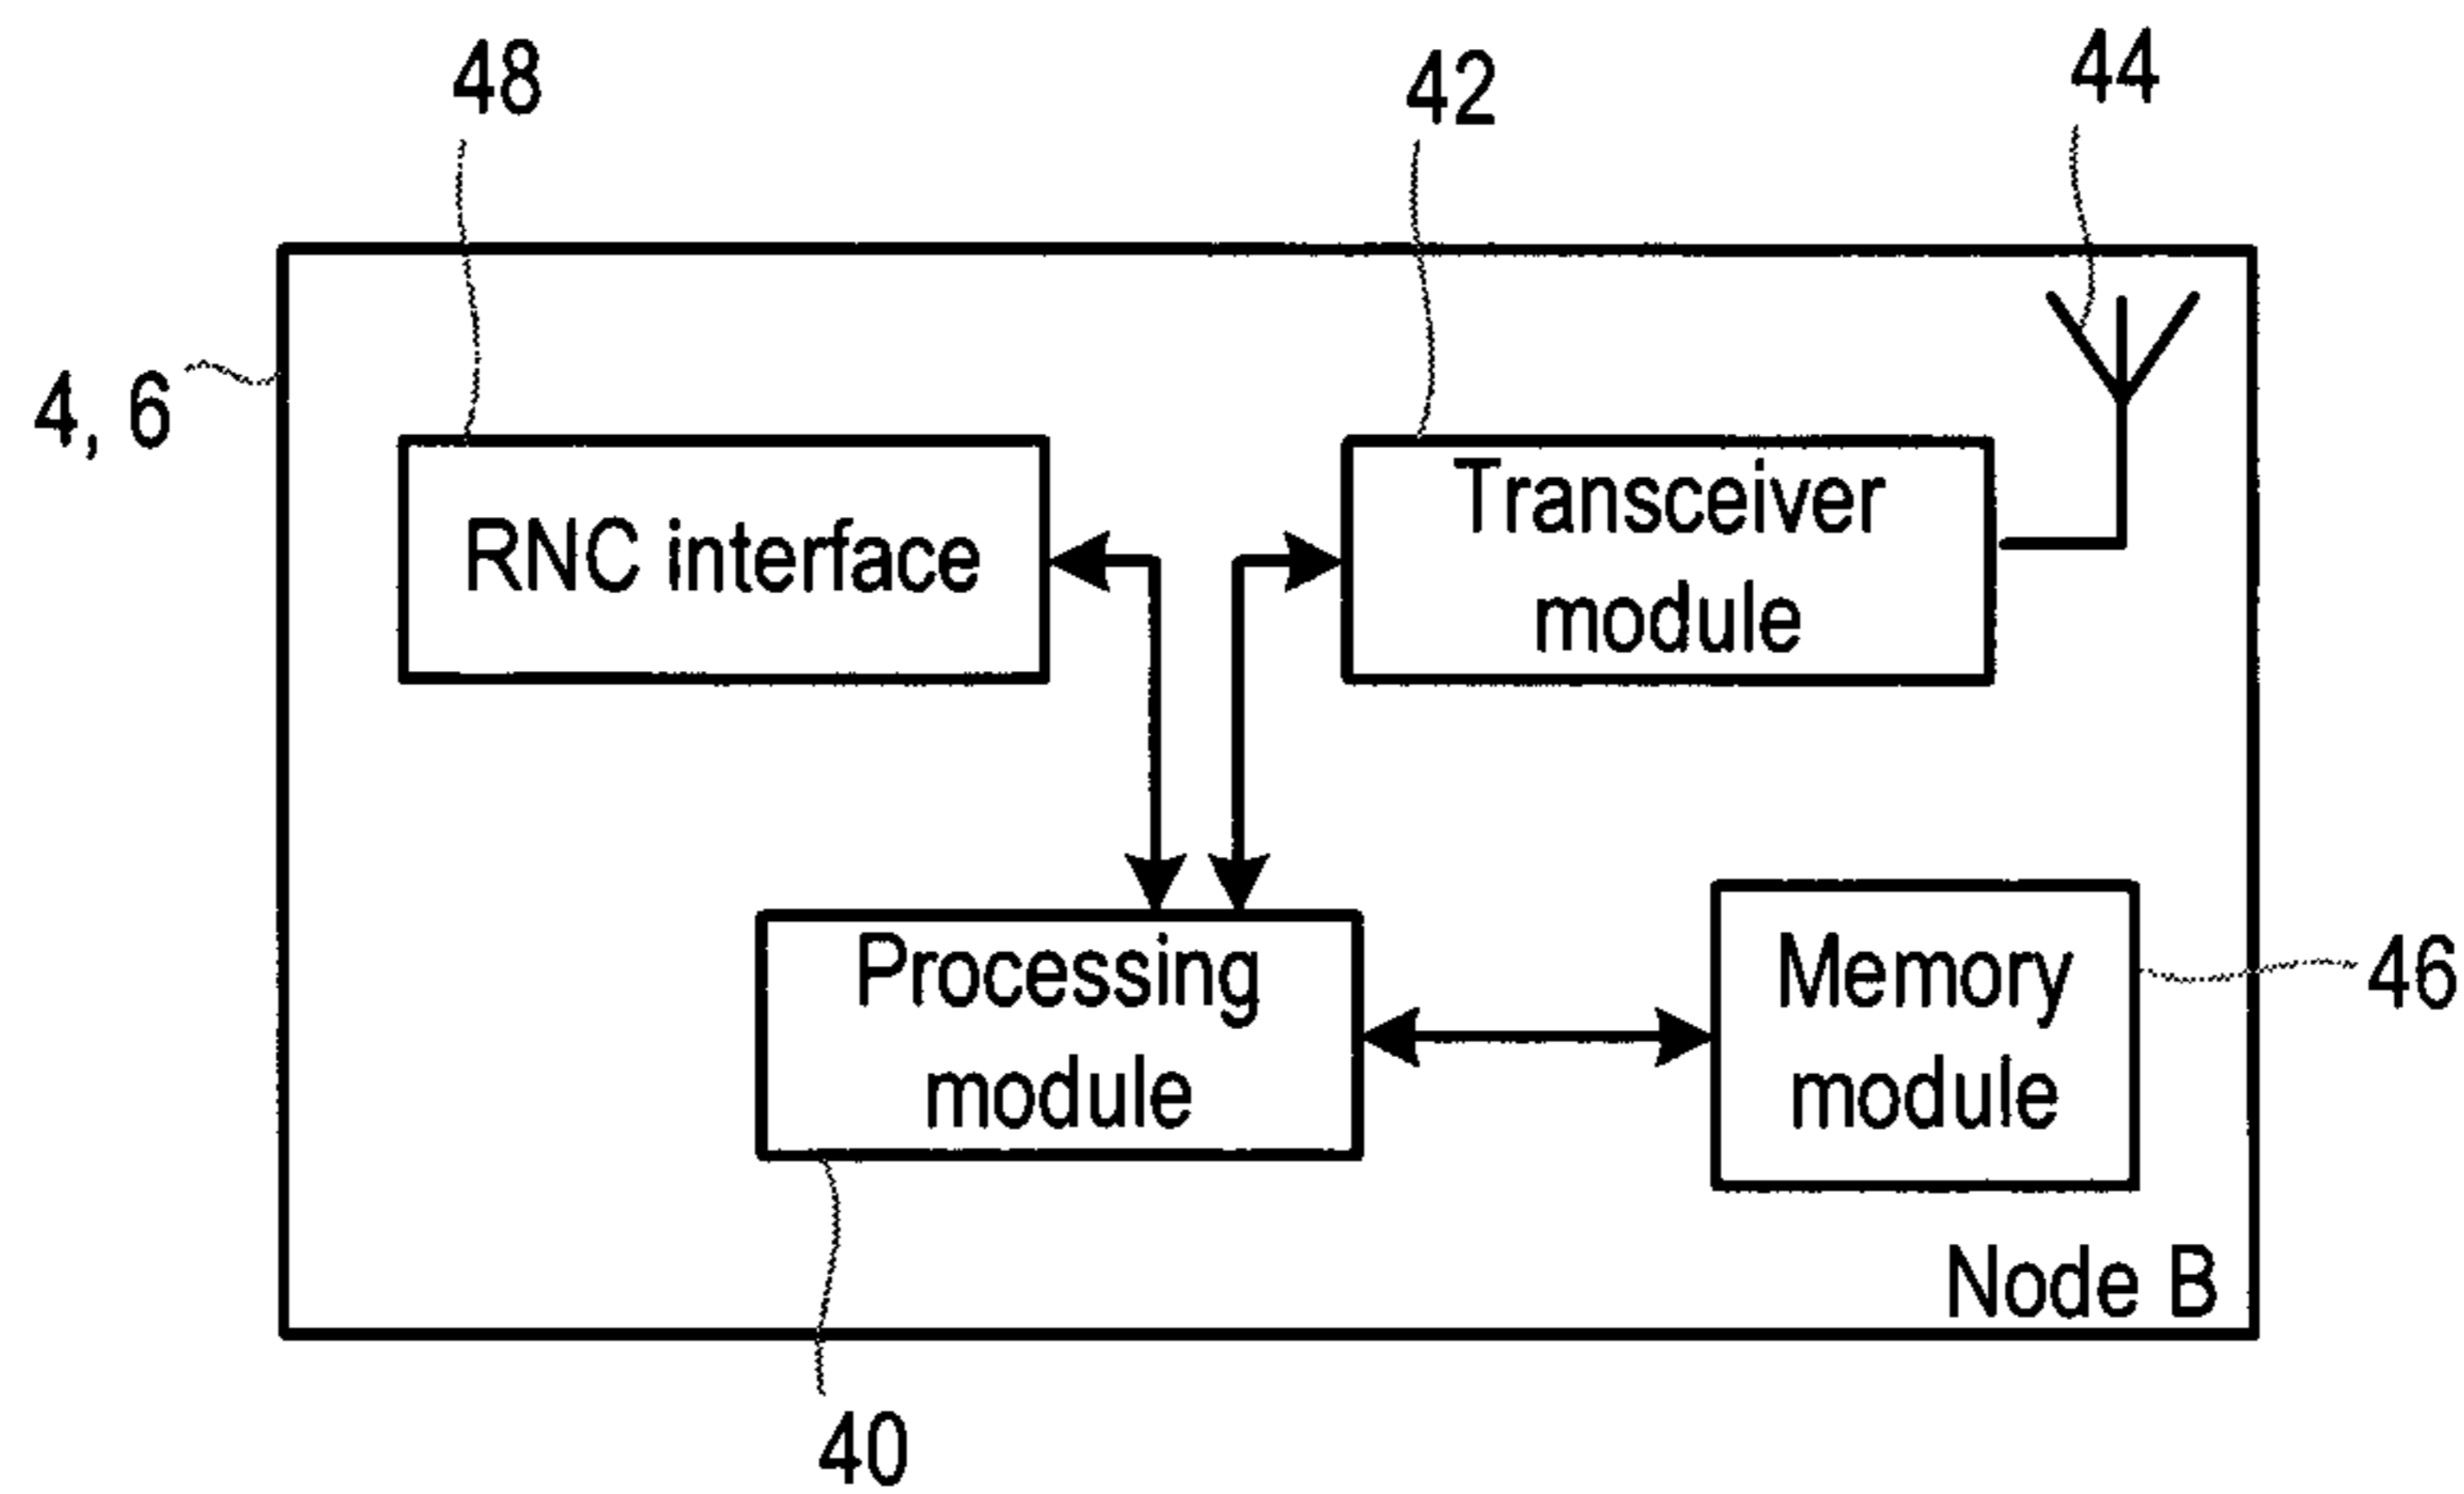 48
42
44
4, 6
RNC interface
Transceiver
module
Processing
module
Memory
module
46
Node B
40